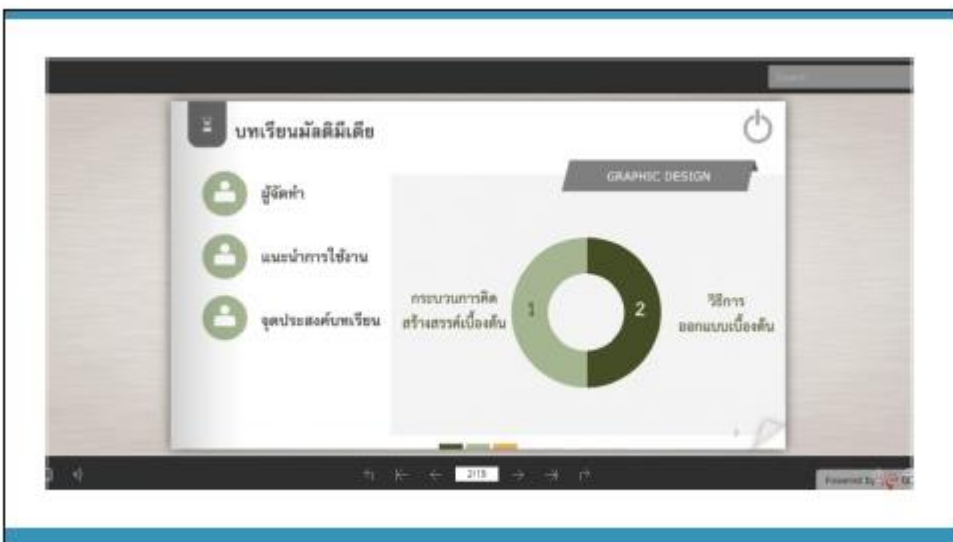 Search
บทเรียนมัลติมีเดีย
GRAPHIC DESIGN
ผู้จัดทำ
แนะนำการใช้งาน
จุดประสงค์บทเรียน
กระบวนการคิด
สร้างสรรค์เบื้องต้น
1
2
วิธีการ
ออกแบบเบื้องต้น
2/15
Powered by